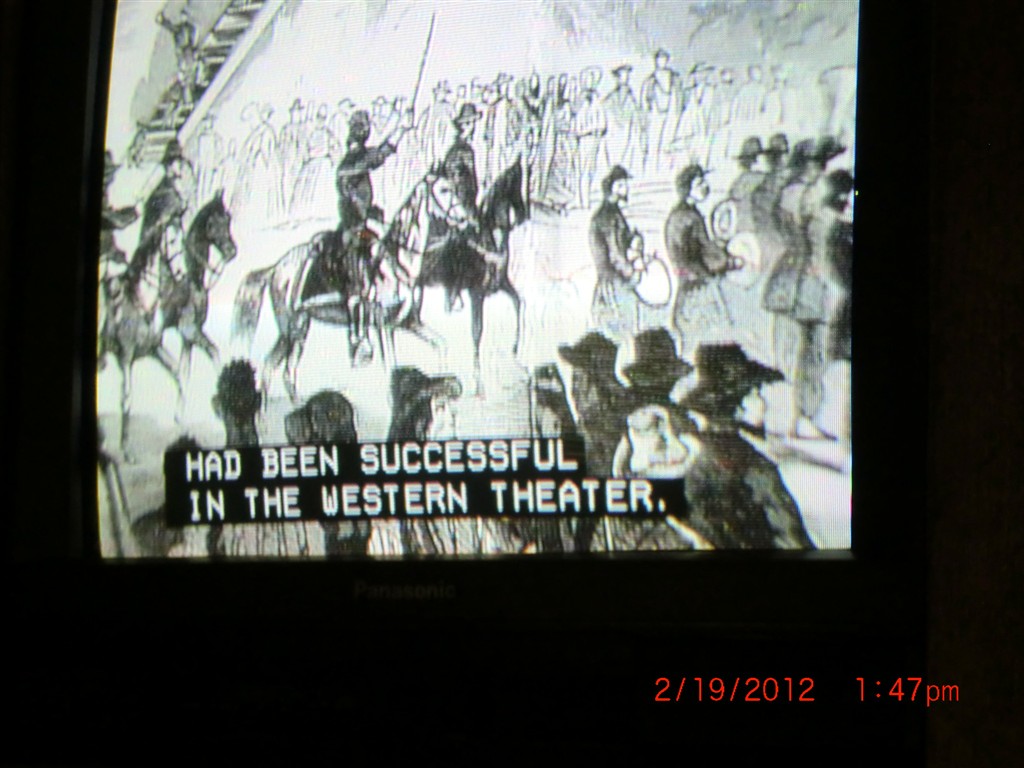 HAD BEEN SUCCESSFUL
IN THE WESTERN THEATER.
Panasonic
2/19/2012 1:47pm